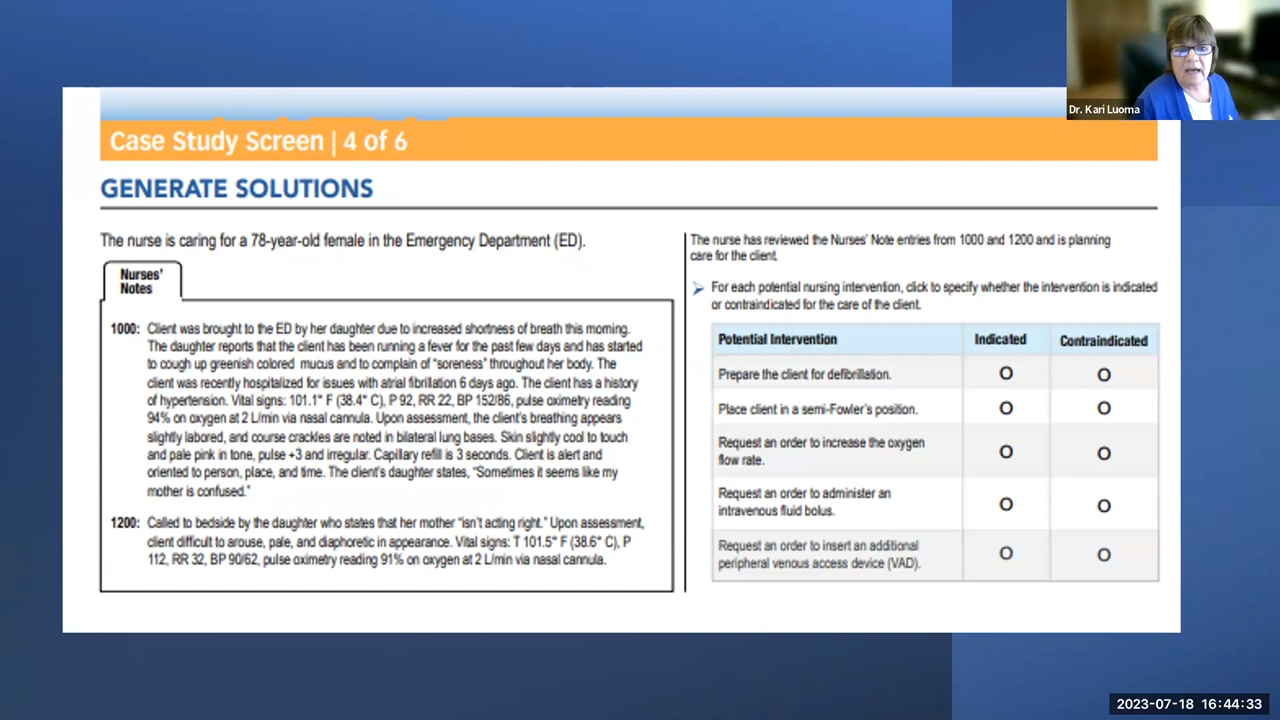 Dr. Kari Luoma
Case Study Screen | 4 of 6
GENERATE SOLUTIONS
The nurse is caring for a 78-year-old female in the Emergency Department (ED).
Nurses'
Notes
1000: Client was brought to the ED by her daughter due to increased shortness of breath this morning.
The daughter reports that the client has been running a fever for the past few days and has started
to cough up greenish colored mucus and to complain of "soreness" throughout her body. The
client was recently hospitalized for issues with atrial fibrillation 6 days ago. The client has a history
of hypertension. Vital signs: 101.1° F (38.4° C), P 92, RR 22, BP 152/86, pulse oximetry reading
94% on oxygen at 2 L/min via nasal cannula. Upon assessment, the client's breathing appears
slightly labored, and course crackles are noted in bilateral lung bases. Skin slightly cool to touch
and pale pink in tone, pulse +3 and irregular. Capillary refill is 3 seconds. Client is alert and
oriented to person, place, and time. The client's daughter states, "Sometimes it seems like my
mother is confused."
1200: Called to bedside by the daughter who states that her mother "isn't acting right." Upon assessment,
client difficult to arouse, pale, and diaphoretic in appearance. Vital signs: T 101.5° F (38.6° C), P
112, RR 32, BP 90/62, pulse oximetry reading 91% on oxygen at 2 L/min via nasal cannula.
The nurse has reviewed the Nurses' Note entries from 1000 and 1200 and is planning
care for the client.
For each potential nursing intervention, click to specify whether the intervention is indicated
or contraindicated for the care of the client.
Potential Intervention Indicated Contraindicated
Prepare the client for defibrillation. O O
Place client in a semi-Fowler's position. O O
Request an order to increase the oxygen
flow rate. O O
Request an order to administer an
intravenous fluid bolus. O O
Request an order to insert an additional
peripheral venous access device (VAD). O O
2023-07-18 16:44:33